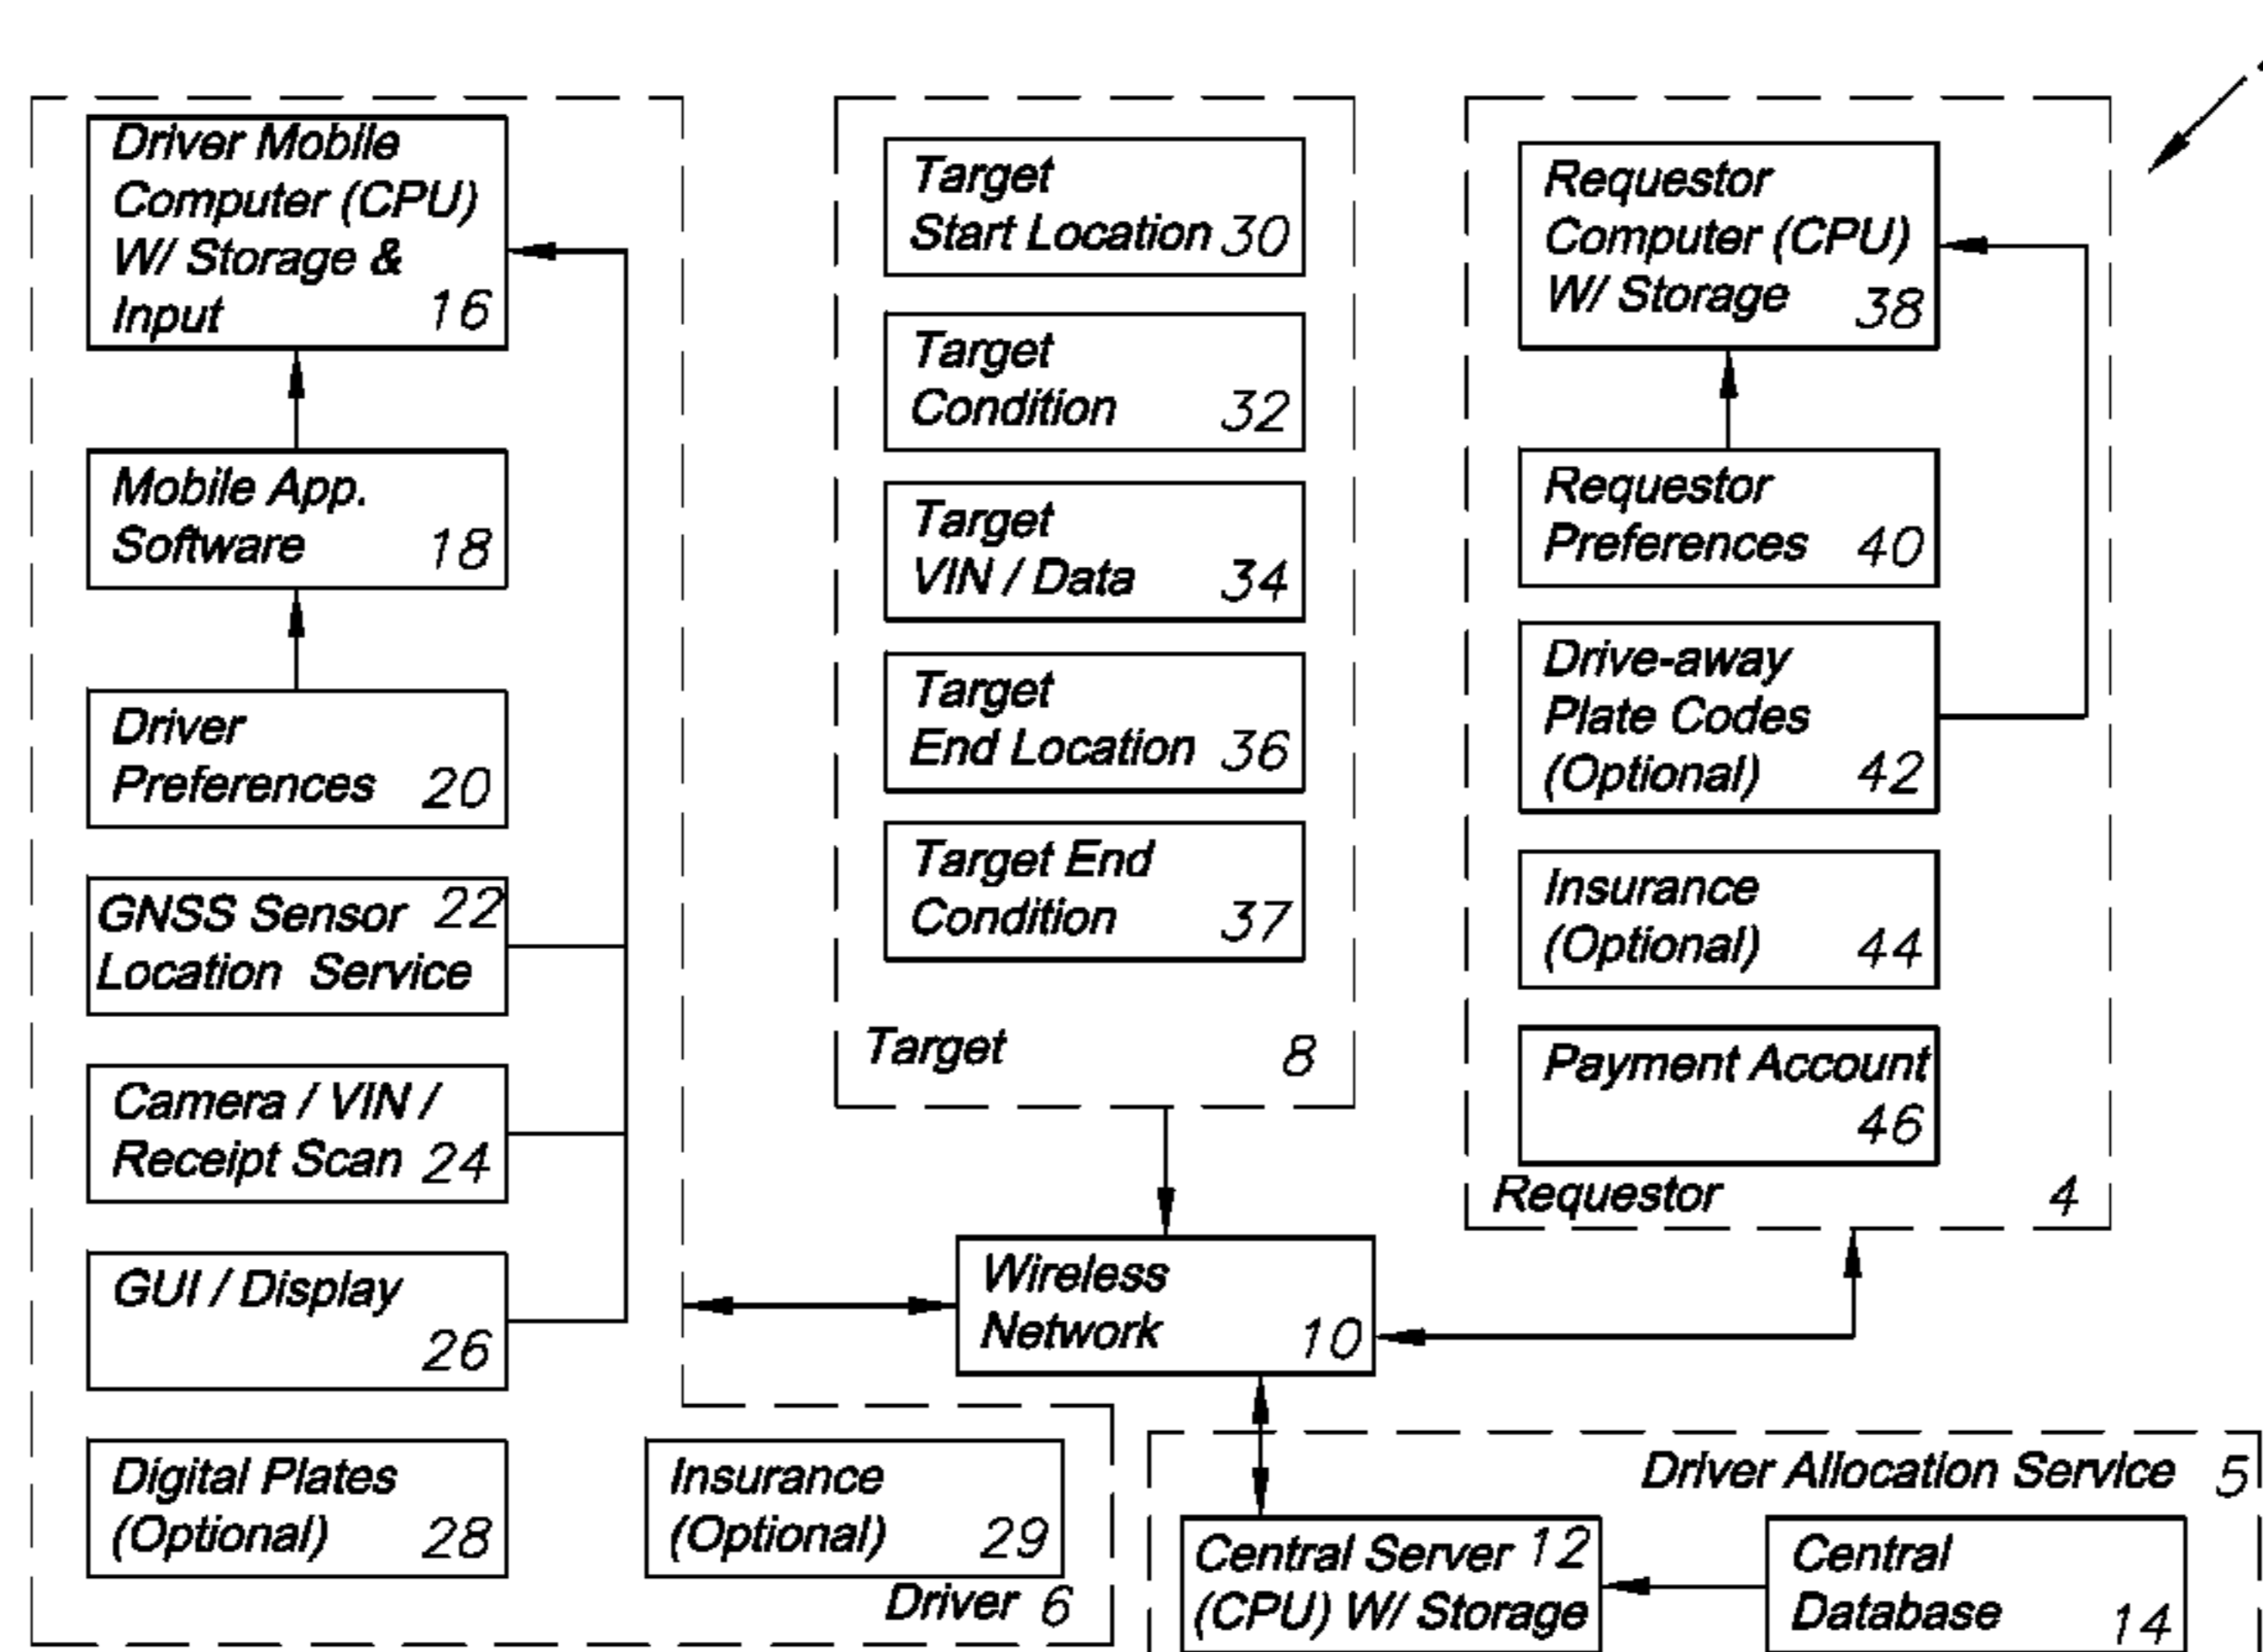 Driver Mobile
Computer (CPU)
W/ Storage &
Input 16
Mobile App.
Software 18
Driver
Preferences 20
GNSS Sensor 22
Location Service
Camera / VIN /
Receipt Scan 24
GUI / Display
26
Digital Plates
(Optional) 28
Insurance
(Optional) 29
Driver 6
Target
Start Location 30
Target
Condition 32
Target
VIN / Data 34
Target
End Location 36
Target End
Condition 37
Target 8
Requestor
Computer (CPU)
W/ Storage 38
Requestor
Preferences 40
Drive-away
Plate Codes
(Optional) 42
Insurance
(Optional) 44
Payment Account
46
Requestor 4
Wireless
Network 10
Driver Allocation Service 5
Central Server 12
(CPU) W/ Storage
Central
Database 14